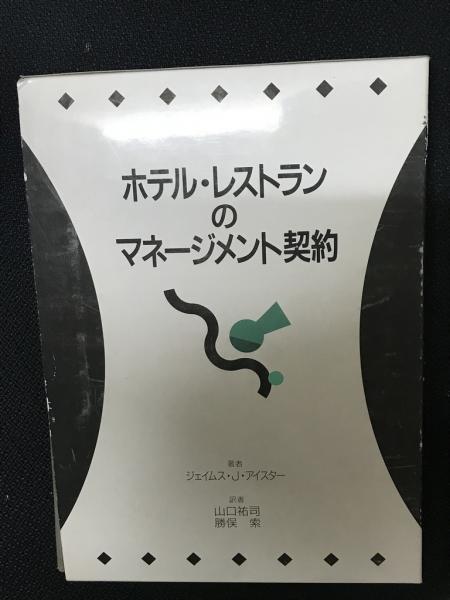 ホテル・レストラン
の
マネージメント契約
著者
ジェイムス・J・アイスター
訳者
山口祐司
勝俣 索